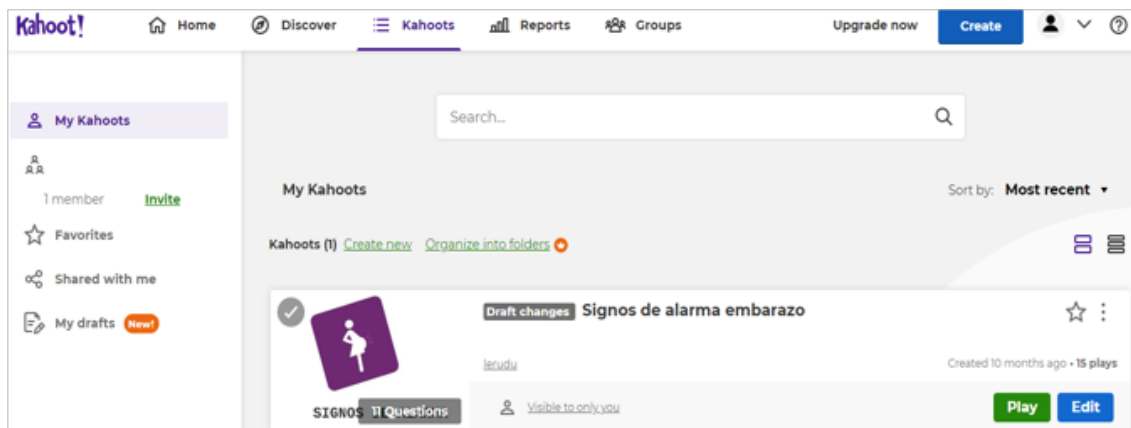 Kahoot! Home Discover Kahoots Reports Groups Upgrade now Create
My Kahoots
1 member Invite
Favorites
Shared with me
My drafts New!
Search...
My Kahoots
Sort by: Most recent
Kahoots (1) Create new Organize into folders
Draft changes Signos de alarma embarazo
lerudu
Created 10 months ago • 15 plays
SIGNOS
11 Questions
Visible to only you
Play Edit